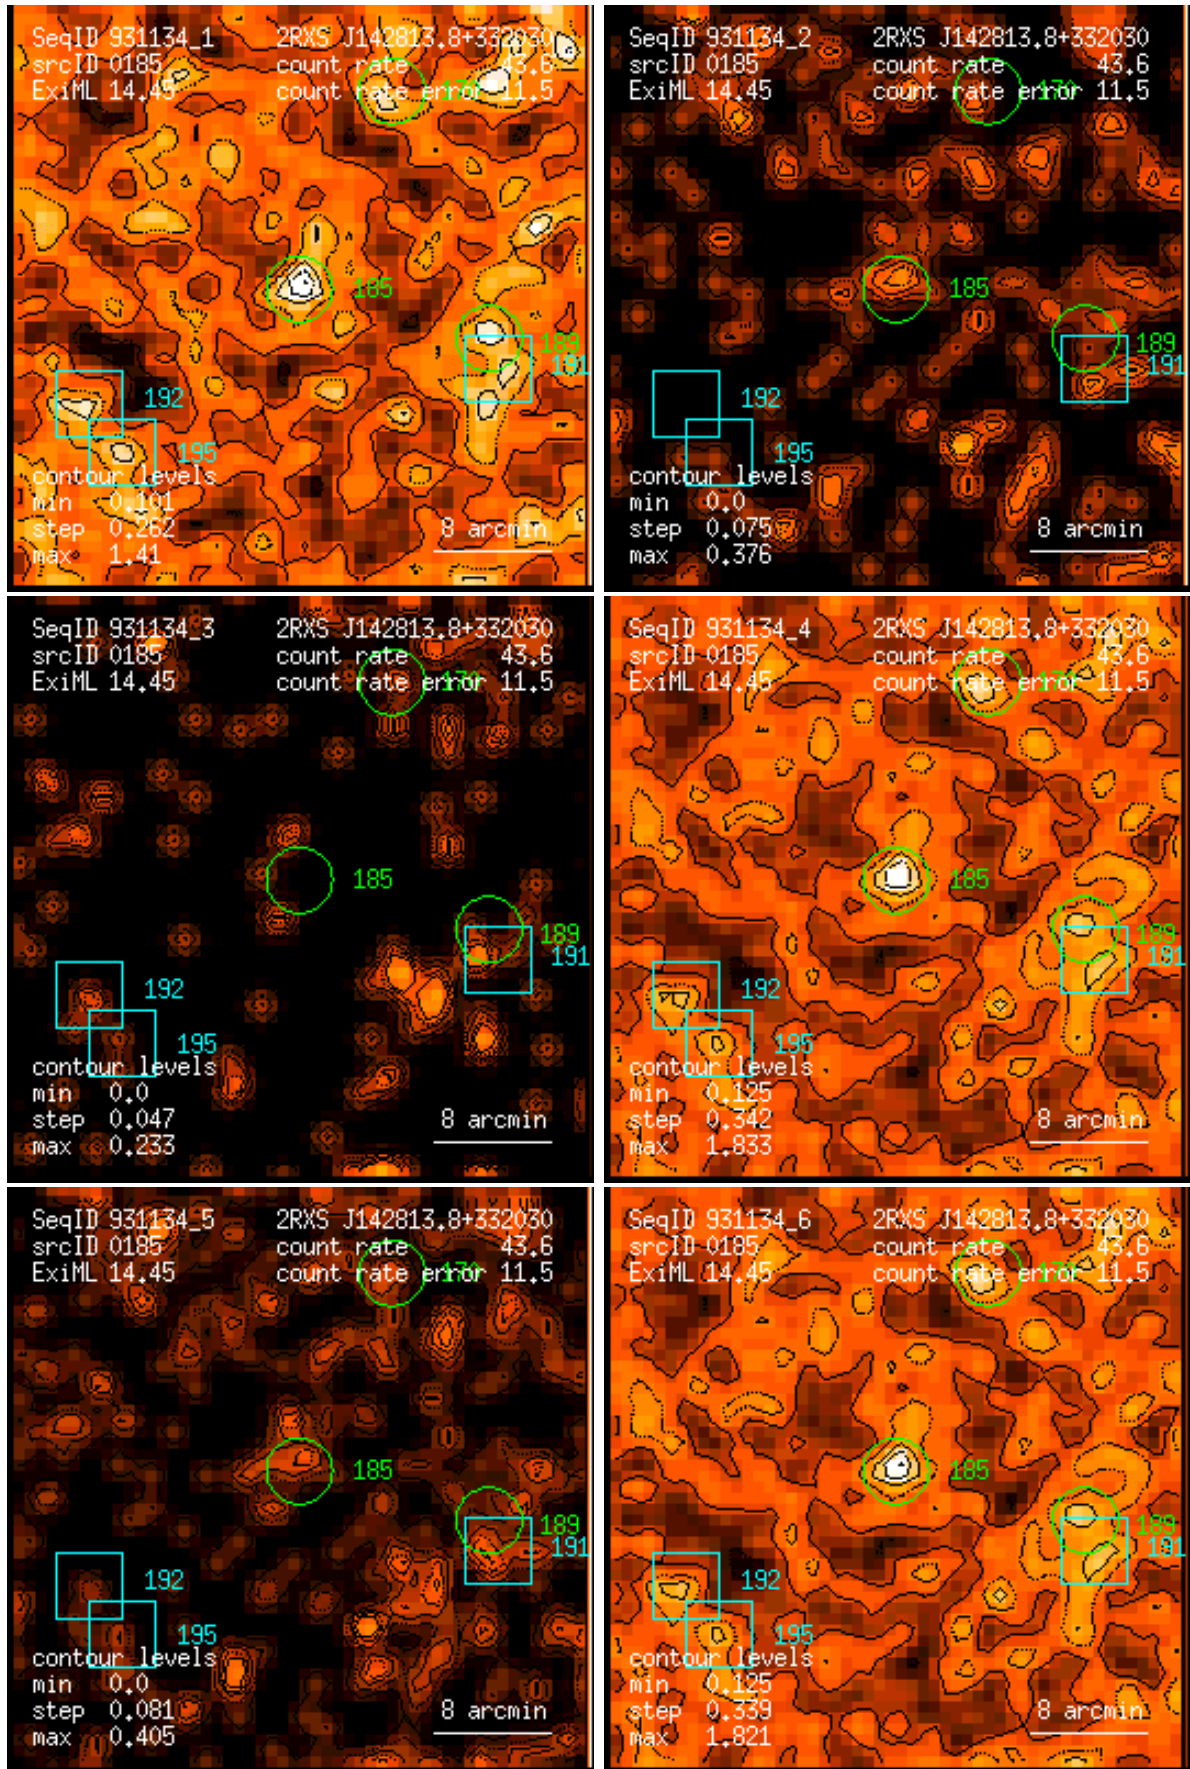 SeqID 931134_1 2RXS J142813.8+332030
srcID 0185 count rate 43.6
ExiML 14.45 count rate error 11.5
185
189
191
192
195
contour levels
min 0.101
step 0.262
max 1.41
8 arcmin
SeqID 931134_2 2RXS J142813.8+332030
srcID 0185 count rate 43.6
ExiML 14.45 count rate error 11.5
185
189
191
192
195
contour levels
min 0.0
step 0.075
max 0.376
8 arcmin
SeqID 931134_3 2RXS J142813.8+332030
srcID 0185 count rate 43.6
ExiML 14.45 count rate error 11.5
185
189
191
192
195
contour levels
min 0.0
step 0.047
max 0.233
8 arcmin
SeqID 931134_4 2RXS J142813.8+332030
srcID 0185 count rate 43.6
ExiML 14.45 count rate error 11.5
185
189
191
192
195
contour levels
min 0.125
step 0.342
max 1.833
8 arcmin
SeqID 931134_5 2RXS J142813.8+332030
srcID 0185 count rate 43.6
ExiML 14.45 count rate error 11.5
185
189
191
192
195
contour levels
min 0.0
step 0.081
max 0.405
8 arcmin
SeqID 931134_6 2RXS J142813.8+332030
srcID 0185 count rate 43.6
ExiML 14.45 count rate error 11.5
185
189
191
192
195
contour levels
min 0.125
step 0.339
max 1.821
8 arcmin